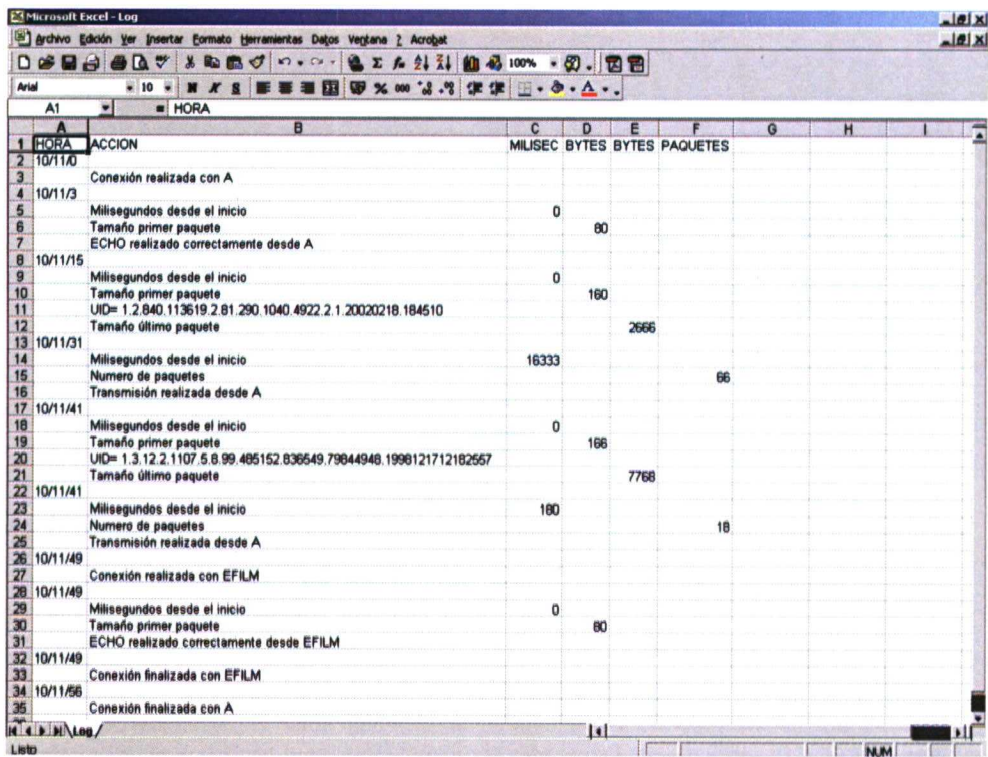 Microsoft Excel - Log
Archivo Edición Ver Insertar Formato Herramientas Datos Ventana ? Acrobat
100%
Arial 10 N K S % 000
A1 = HORA
A B C D E F G H I
1 HORA ACCION MILISEC BYTES BYTES PAQUETES
2 10/11/0
3 Conexión realizada con A
4 10/11/3
5 Milisegundos desde el inicio 0
6 Tamaño primer paquete 80
7 ECHO realizado correctamente desde A
8 10/11/15
9 Milisegundos desde el inicio 0
10 Tamaño primer paquete 160
11 UID= 1.2.840.113619.2.81.290.1040.4922.2.1.20020218.184510
12 Tamaño último paquete 2666
13 10/11/31
14 Milisegundos desde el inicio 16333
15 Numero de paquetes 66
16 Transmisión realizada desde A
17 10/11/41
18 Milisegundos desde el inicio 0
19 Tamaño primer paquete 166
20 UID= 1.3.12.2.1107.5.8.99.485152.836549.79844948.1998121712182557
21 Tamaño último paquete 7768
22 10/11/41
23 Milisegundos desde el inicio 180
24 Numero de paquetes 18
25 Transmisión realizada desde A
26 10/11/49
27 Conexión realizada con EFILM
28 10/11/49
29 Milisegundos desde el inicio 0
30 Tamaño primer paquete 80
31 ECHO realizado correctamente desde EFILM
32 10/11/49
33 Conexión finalizada con EFILM
34 10/11/56
35 Conexión finalizada con A
Log
Listo NUM